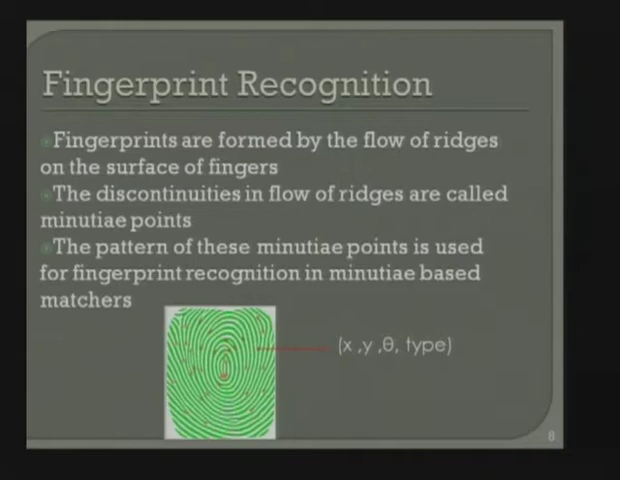 Fingerprint Recognition
Fingerprints are formed by the flow of ridges
on the surface of fingers
The discontinuities in flow of ridges are called
minutiae points
The pattern of these minutiae points is used
for fingerprint recognition in minutiae based
matchers
(x ,y ,θ, type)
8